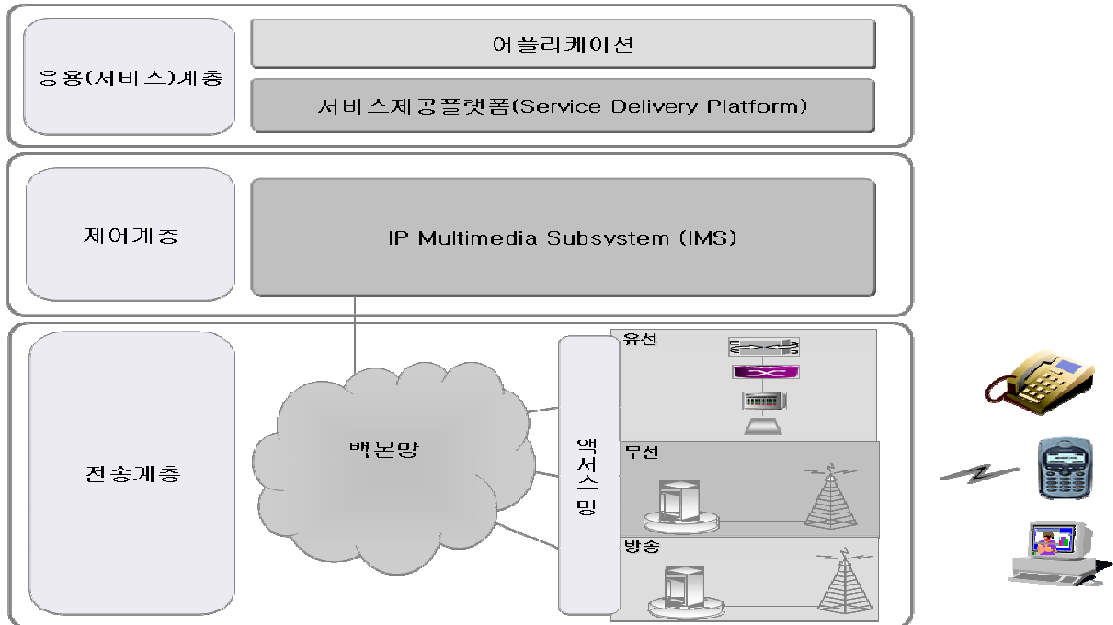 어플리케이션
응용(서비스)계층
서비스제공플랫폼(Service Delivery Platform)
제어계층
IP Multimedia Subsystem (IMS)
유선
백본망
액세스망
무선
전송계층
방송